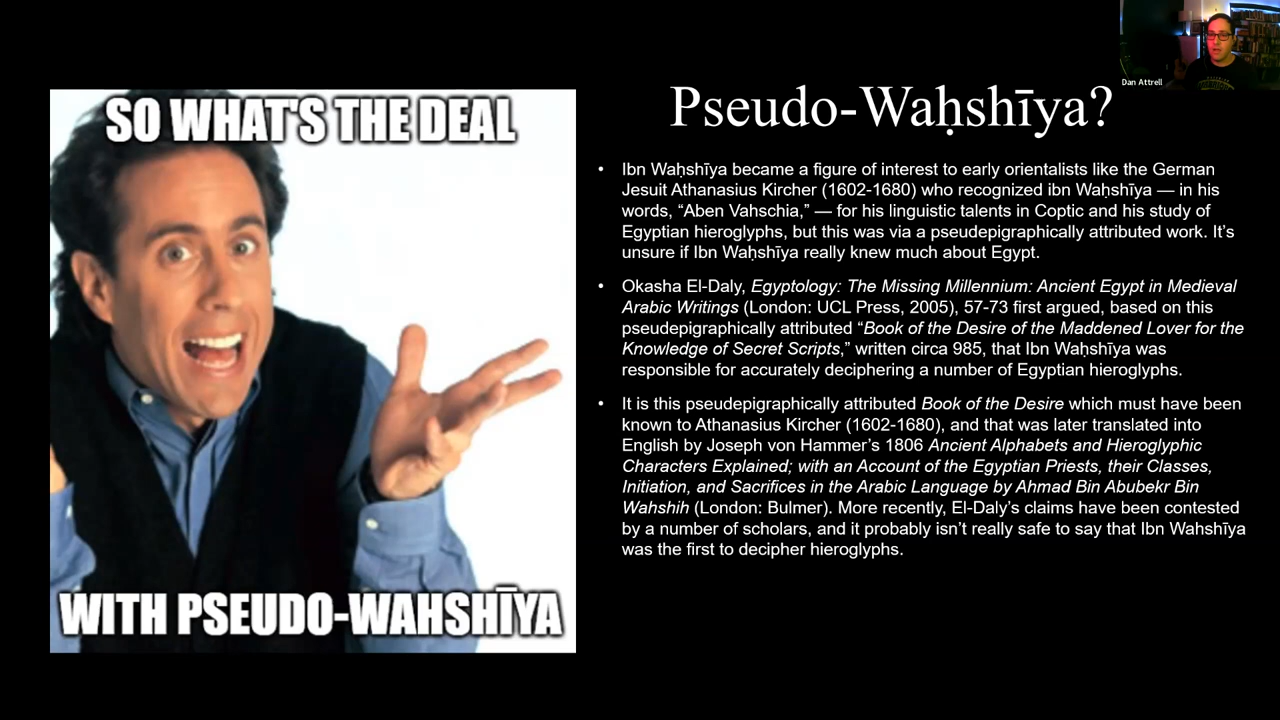 Dan Attrell
SO WHAT'S THE DEAL
WITH PSEUDO-WAHSHĪYA
Pseudo-Waḥshīya?
• Ibn Waḥshīya became a figure of interest to early orientalists like the German
Jesuit Athanasius Kircher (1602-1680) who recognized ibn Waḥshīya — in his
words, “Aben Vahschia,” — for his linguistic talents in Coptic and his study of
Egyptian hieroglyphs, but this was via a pseudepigraphically attributed work. It’s
unsure if Ibn Waḥshīya really knew much about Egypt.
• Okasha El-Daly, Egyptology: The Missing Millennium: Ancient Egypt in Medieval
Arabic Writings (London: UCL Press, 2005), 57-73 first argued, based on this
pseudepigraphically attributed “Book of the Desire of the Maddened Lover for the
Knowledge of Secret Scripts,” written circa 985, that Ibn Waḥshīya was
responsible for accurately deciphering a number of Egyptian hieroglyphs.
• It is this pseudepigraphically attributed Book of the Desire which must have been
known to Athanasius Kircher (1602-1680), and that was later translated into
English by Joseph von Hammer’s 1806 Ancient Alphabets and Hieroglyphic
Characters Explained; with an Account of the Egyptian Priests, their Classes,
Initiation, and Sacrifices in the Arabic Language by Ahmad Bin Abubekr Bin
Wahshih (London: Bulmer). More recently, El-Daly’s claims have been contested
by a number of scholars, and it probably isn’t really safe to say that Ibn Wahshīya
was the first to decipher hieroglyphs.